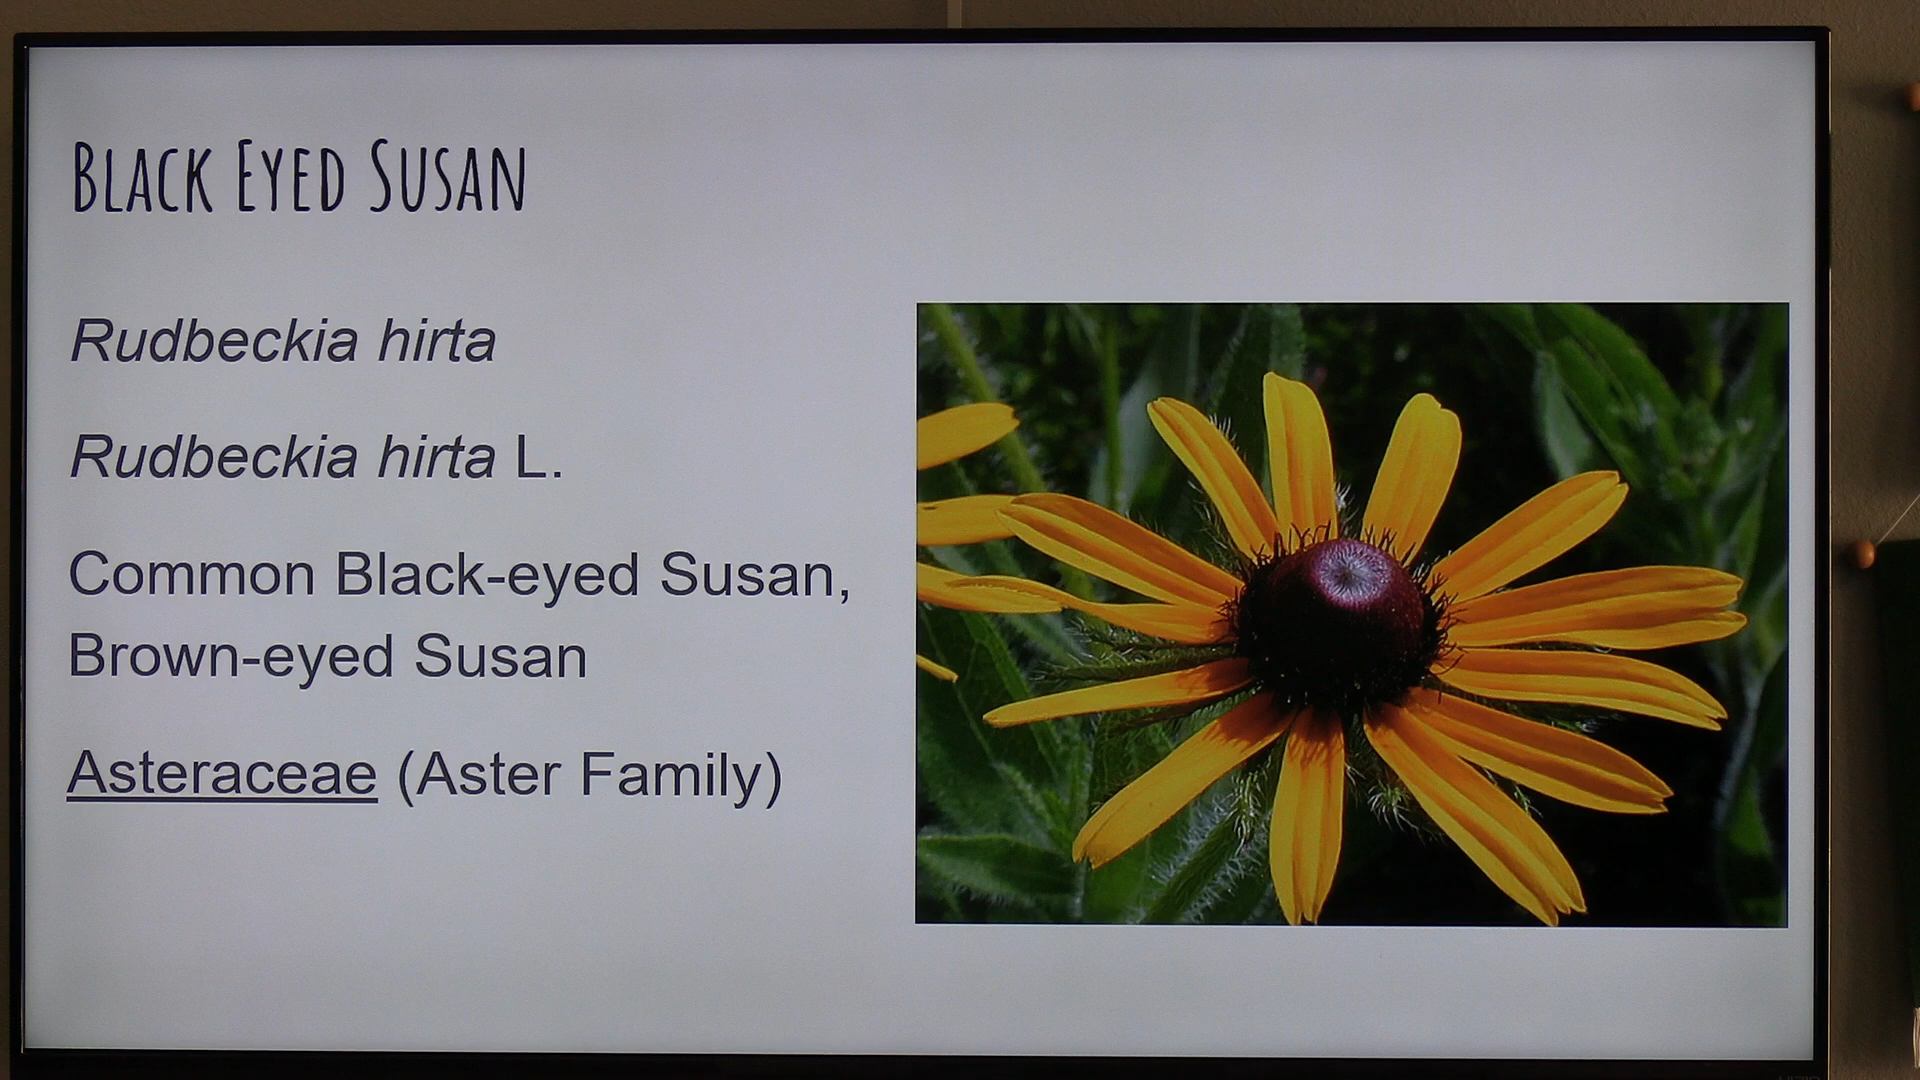 BLACK EYED SUSAN
Rudbeckia hirta
Rudbeckia hirta L.
Common Black-eyed Susan,
Brown-eyed Susan
Asteraceae (Aster Family)